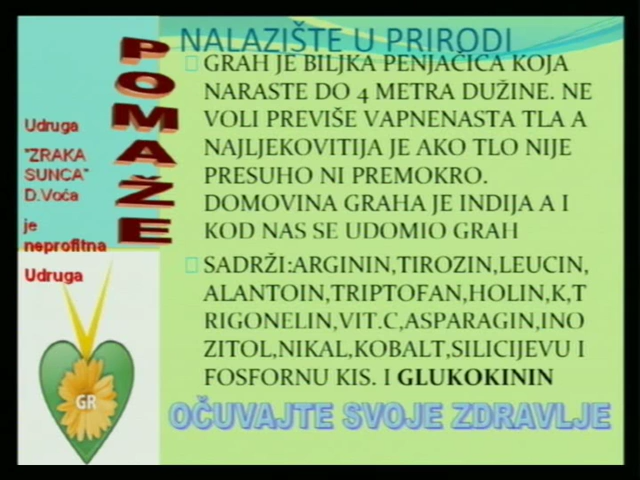 NALAZIŠTE U PRIRODI
POMAŽE
GRAH JE BILJKA PENJAČICA KOJA
NARASTE DO 4 METRA DUŽINE. NE
VOLI PREVIŠE VAPNENASTA TLA A
NAJLJEKOVITIJA JE AKO TLO NIJE
PRESUHO NI PREMOKRO.
DOMOVINA GRAHA JE INDIJA A I
KOD NAS SE UDOMIO GRAH
SADRŽI:ARGININ,TIROZIN,LEUCIN,
ALANTOIN,TRIPTOFAN,HOLIN,K,T
RIGONELIN,VIT.C,ASPARAGIN,INO
ZITOL,NIKAL,KOBALT,SILICIJEVU I
FOSFORNU KIS. I GLUKOKININ
Udruga
"ZRAKA
SUNCA"
D.Voća
je
neprofitna
Udruga
GR
OČUVAJTE SVOJE ZDRAVLJE